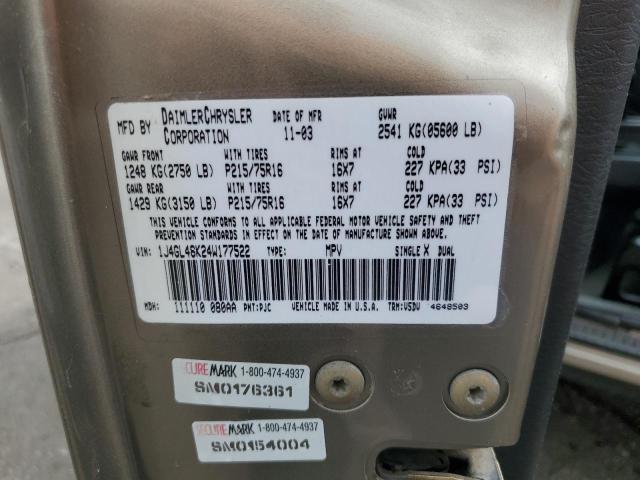 MFD BY DAIMLERCHRYSLER CORPORATION DATE OF MFR 11-03 GVWR 2541 KG(05600 LB)
GAWR FRONT WITH TIRES RIMS AT COLD
1248 KG(2750 LB) P215/75R16 16X7 227 KPA(33 PSI)
GAWR REAR WITH TIRES RIMS AT COLD
1429 KG(3150 LB) P215/75R16 16X7 227 KPA(33 PSI)
THIS VEHICLE CONFORMS TO ALL APPLICABLE FEDERAL MOTOR VEHICLE SAFETY AND THEFT
PREVENTION STANDARDS IN EFFECT ON THE DATE OF MANUFACTURE SHOWN ABOVE.
VIN: 1J4GL48K24W177522 TYPE: MPV SINGLE X DUAL
MDH: 111110 080AA PNT:PJC VEHICLE MADE IN U.S.A. TRM:V5DV 4648503
SECUREMARK 1-800-474-4937
SM0176361
SECUREMARK 1-800-474-4937
SM0154004